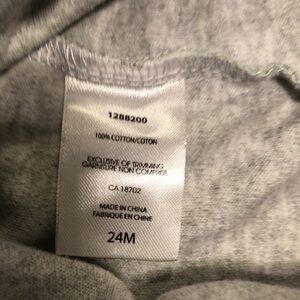 1288200
100% COTTON/COTON
EXCLUSIVE OF TRIMMING
GARNITURE NON COMPRISE
CA 18702
MADE IN CHINA
FABRIQUÉ EN CHINE
24M